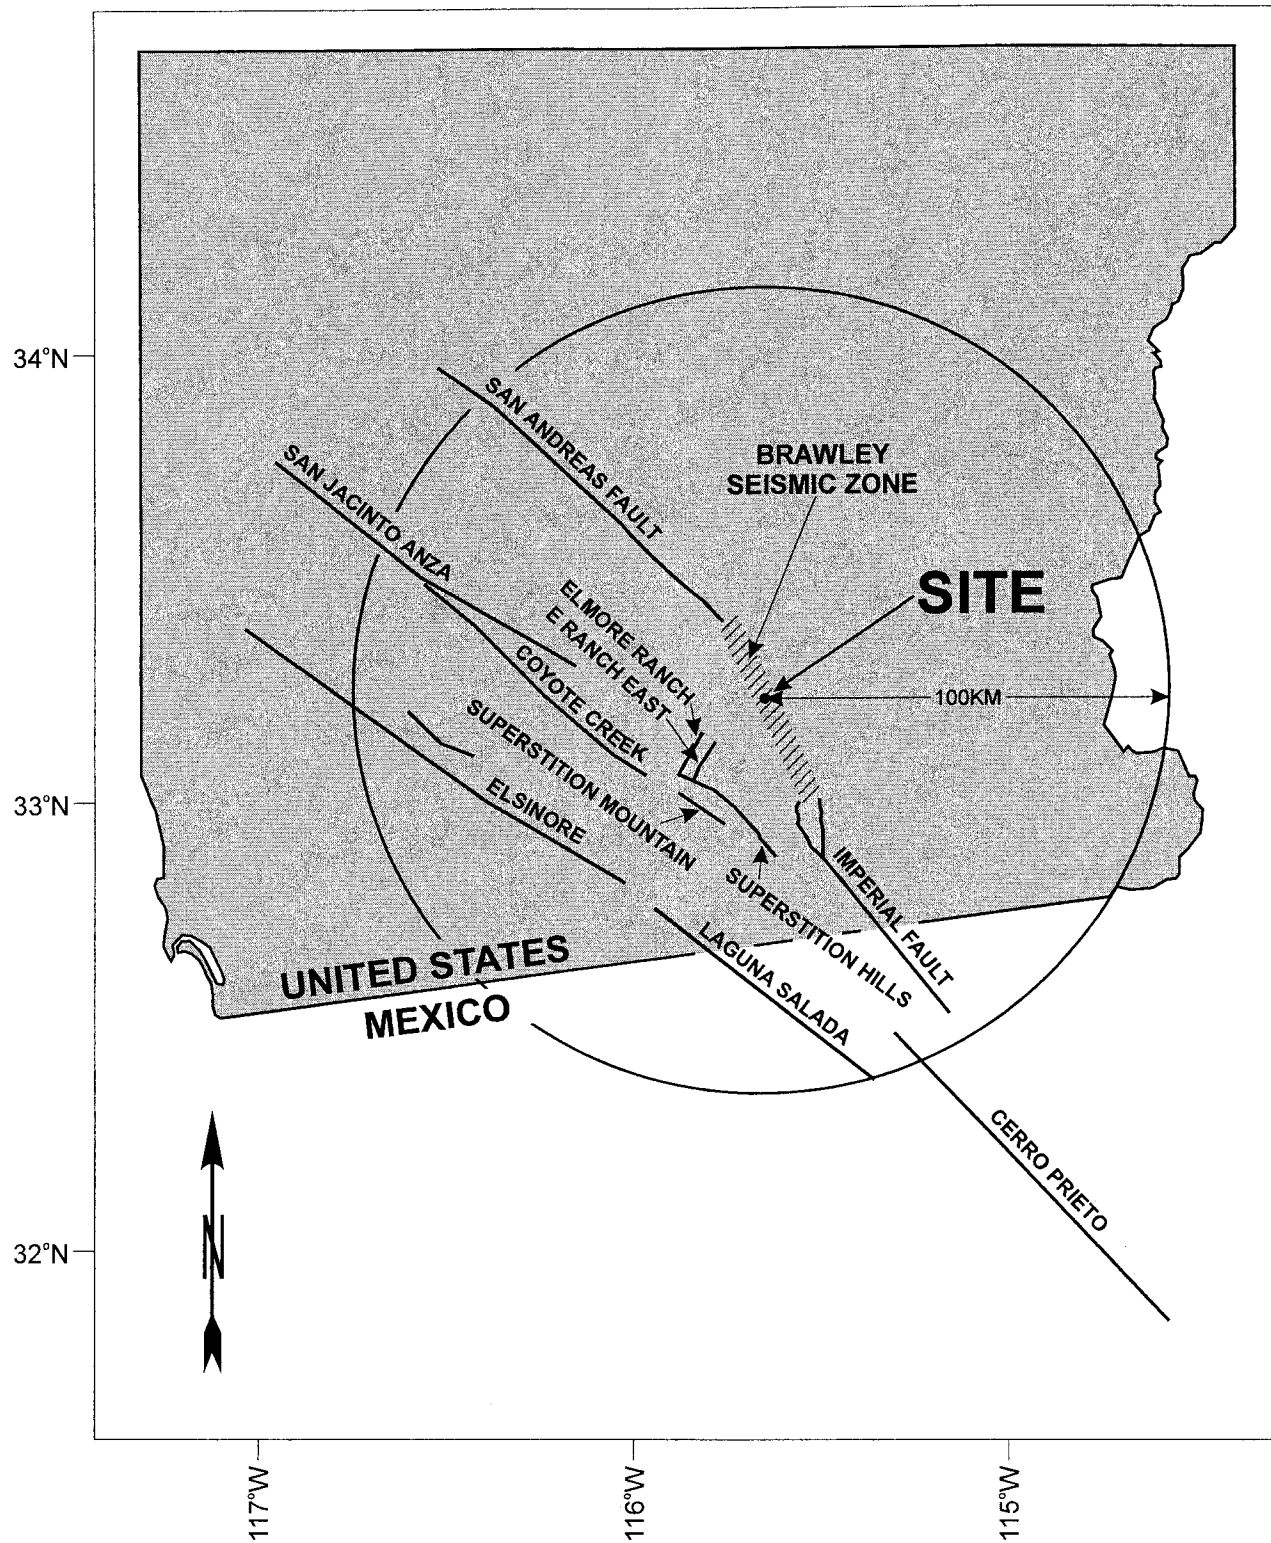 34°N
SAN ANDREAS FAULT
BRAWLEY
SEISMIC ZONE
SAN JACINTO ANZA
SITE
ELMORE RANCH
E RANCH EAST
COYOTE CREEK
100KM
SUPERSTITION MOUNTAIN
33°N
ELSINORE
IMPERIAL FAULT
SUPERSTITION HILLS
LAGUNA SALADA
UNITED STATES
MEXICO
CERRO PRIETO
N
32°N
117°W
116°W
115°W